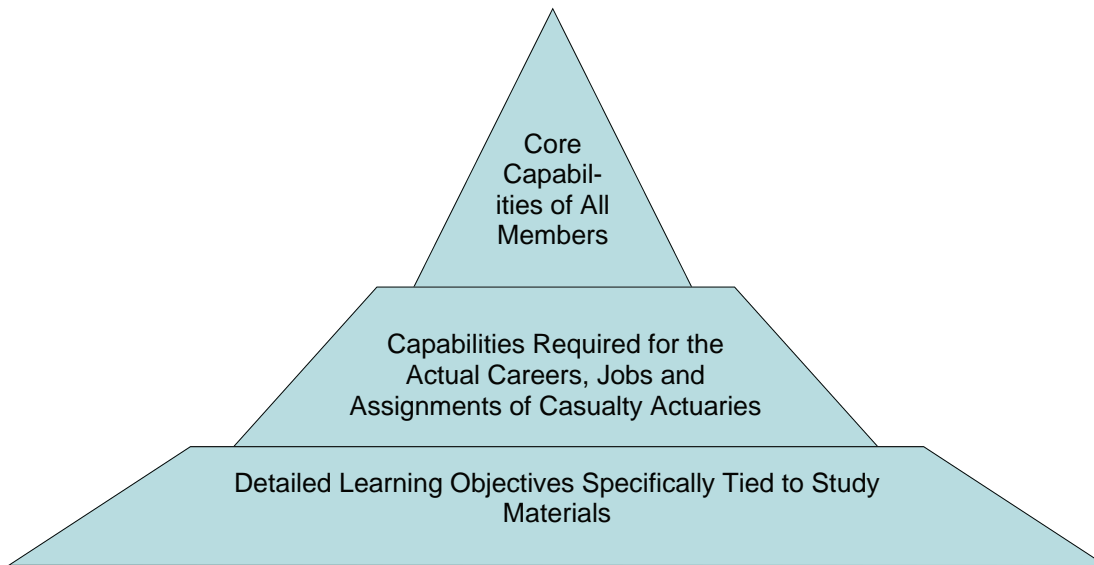 Core
Capabil-
ities of All
Members
Capabilities Required for the
Actual Careers, Jobs and
Assignments of Casualty Actuaries
Detailed Learning Objectives Specifically Tied to Study
Materials